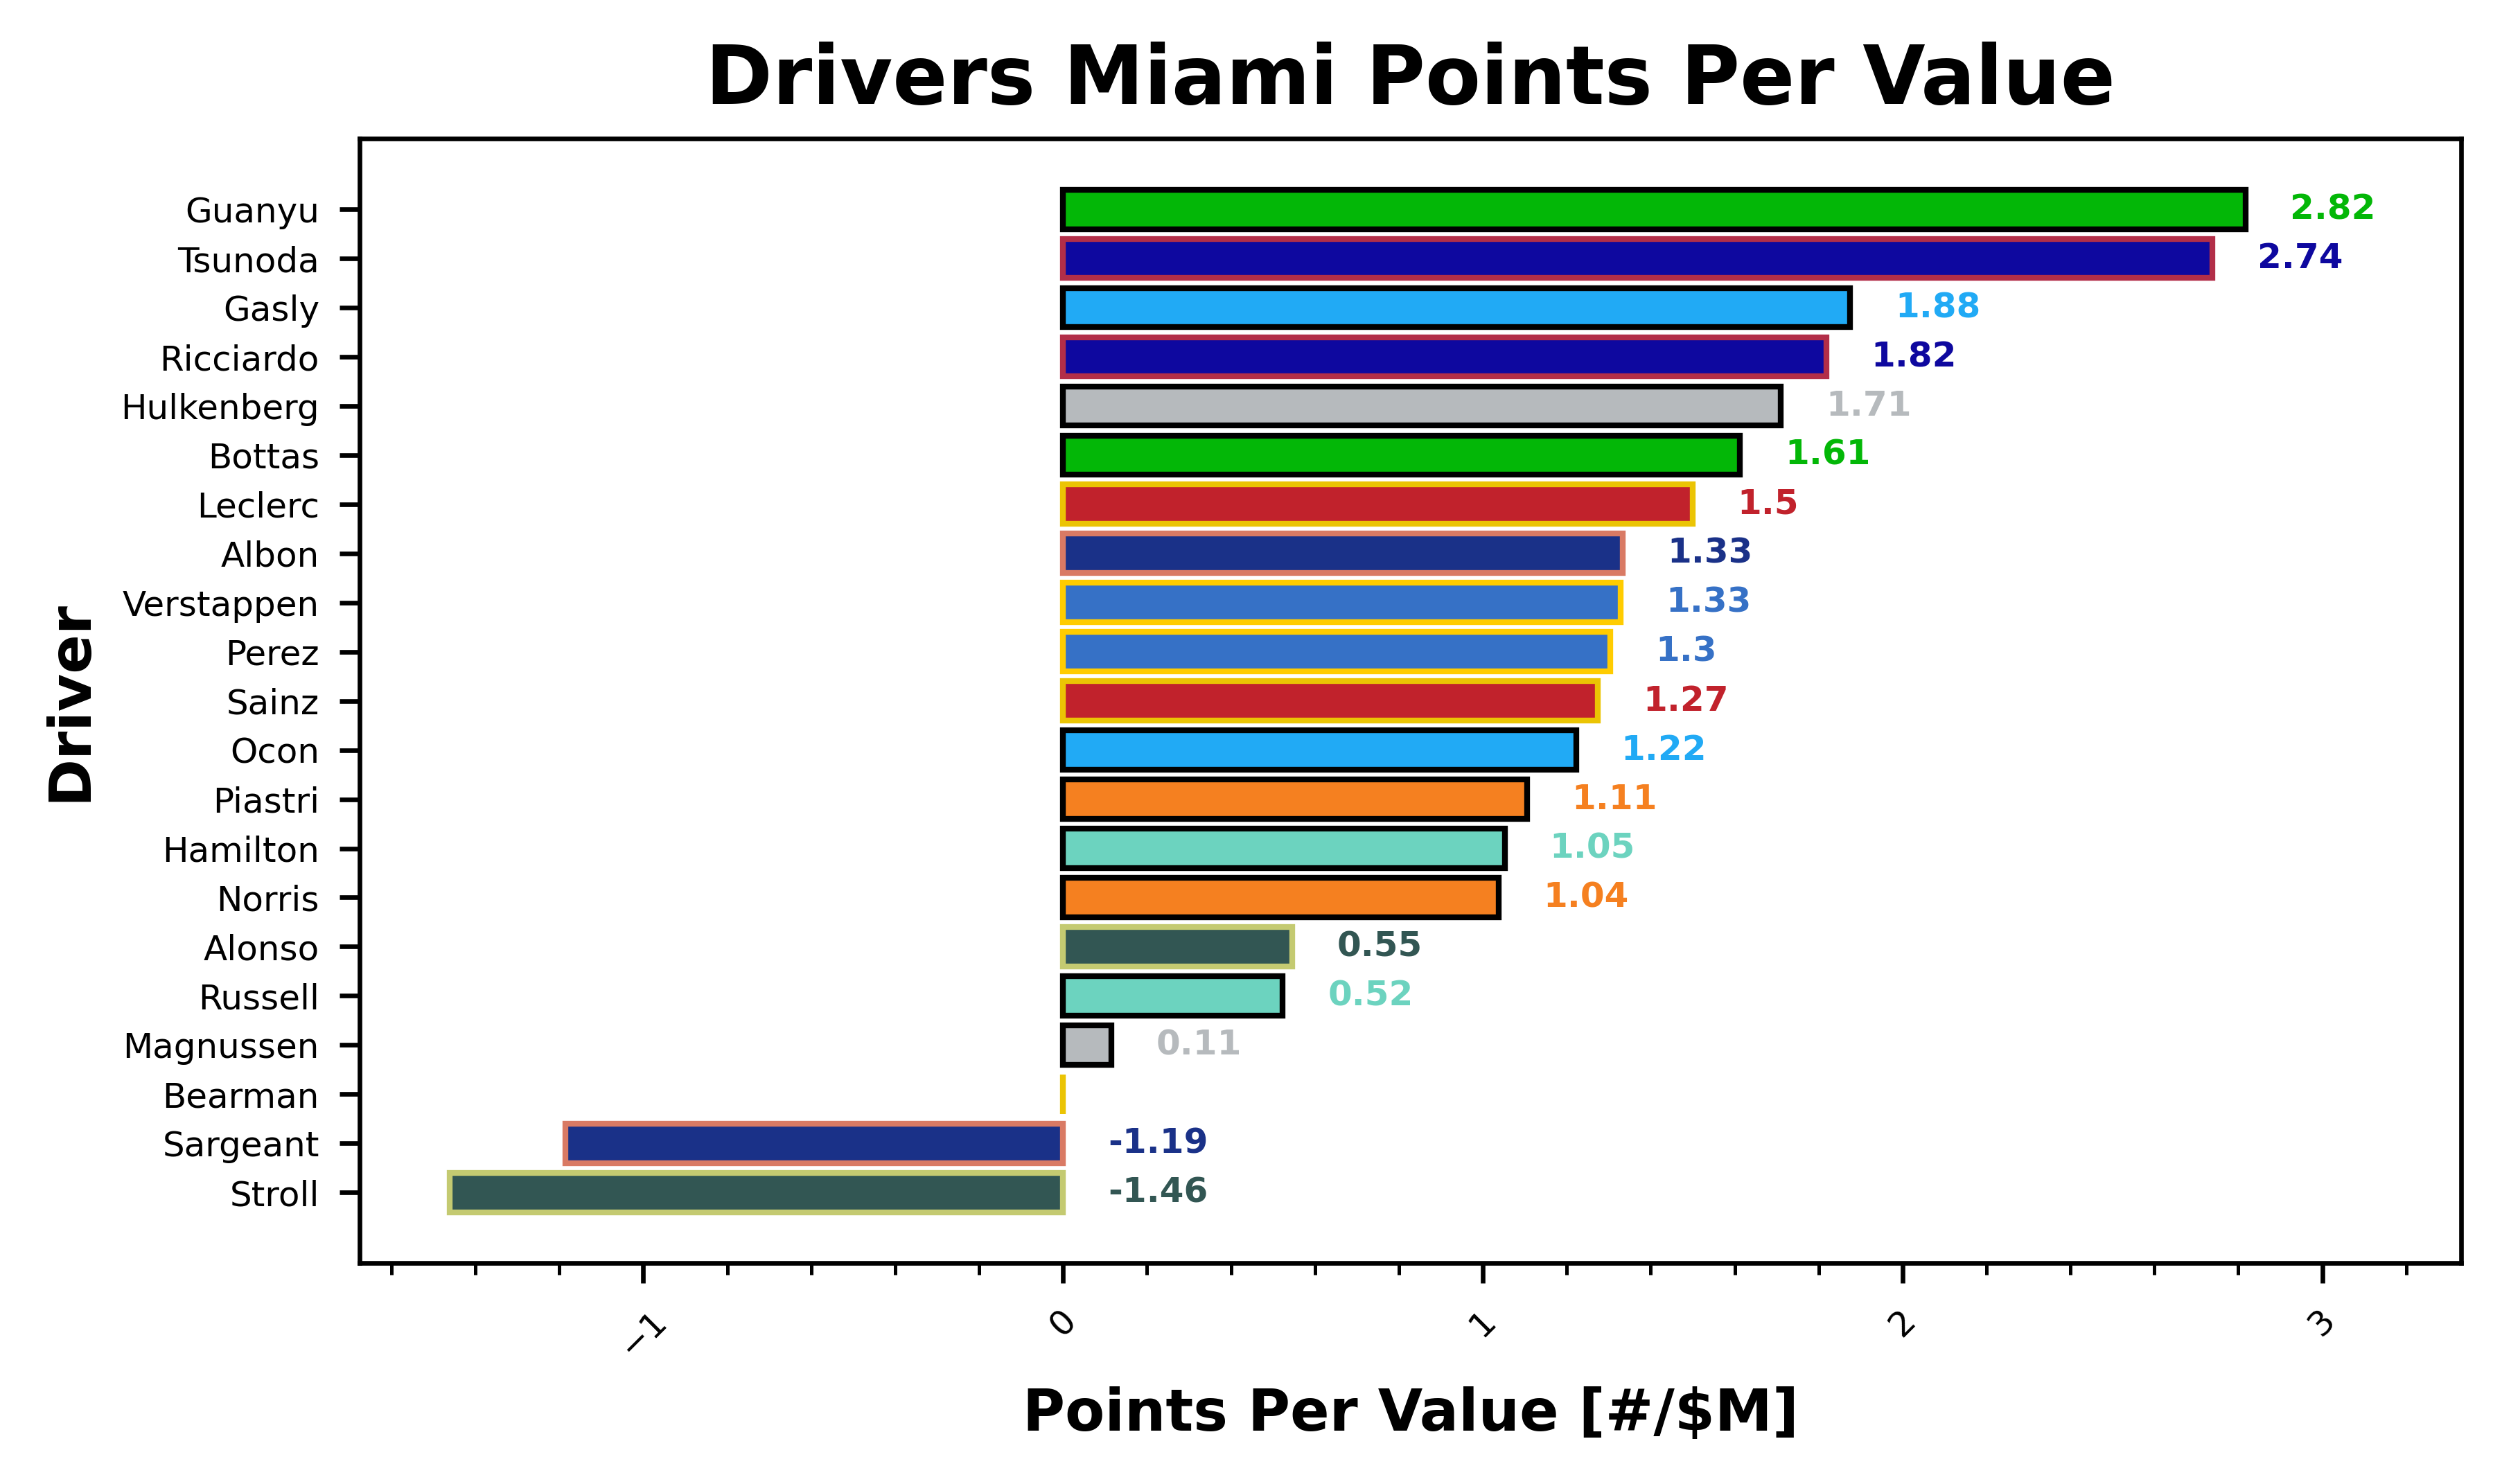 Drivers Miami Points Per Value
Driver
Guanyu 2.82
Tsunoda 2.74
Gasly 1.88
Ricciardo 1.82
Hulkenberg 1.71
Bottas 1.61
Leclerc 1.5
Albon 1.33
Verstappen 1.33
Perez 1.3
Sainz 1.27
Ocon 1.22
Piastri 1.11
Hamilton 1.05
Norris 1.04
Alonso 0.55
Russell 0.52
Magnussen 0.11
Bearman
Sargeant -1.19
Stroll -1.46
−1 0 1 2 3
Points Per Value [#/$M]